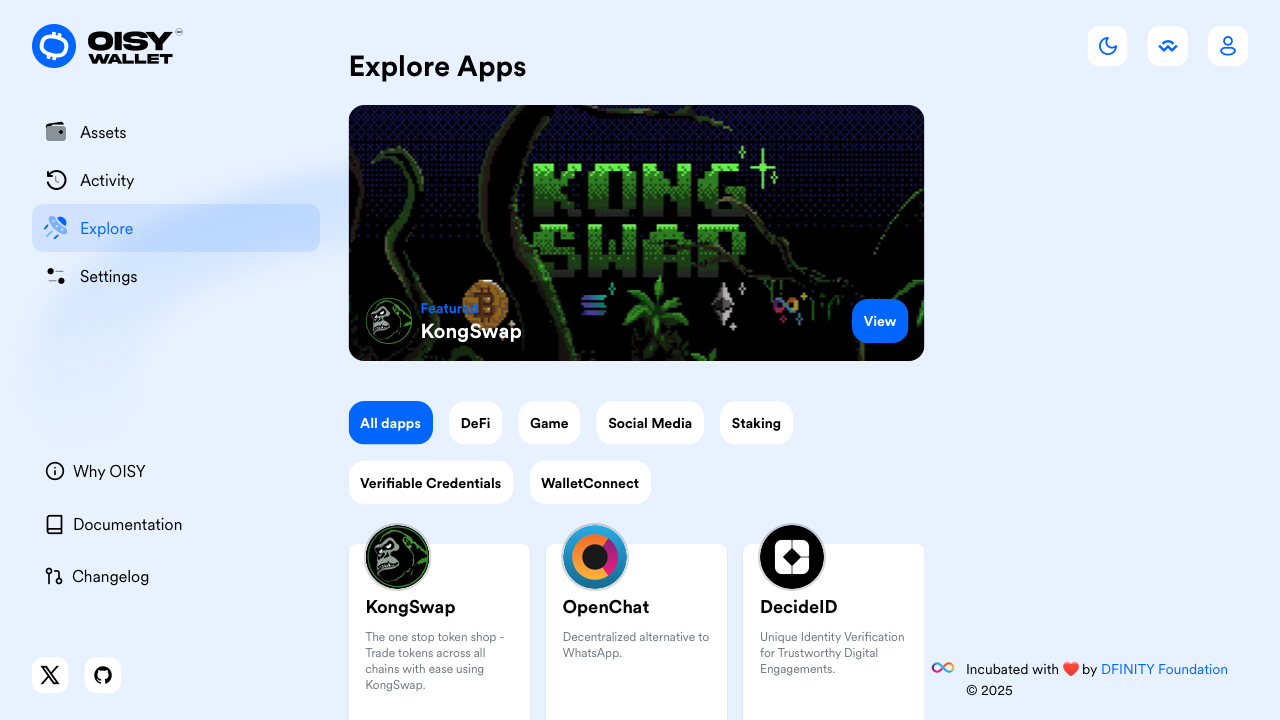 OISY
WALLET
Explore Apps
Assets
Activity
Explore
Settings
KONG
SWAP
Featured
KongSwap
View
All dapps
DeFi
Game
Social Media
Staking
Verifiable Credentials
WalletConnect
Why OISY
Documentation
Changelog
KongSwap
The one stop token shop -
Trade tokens across all
chains with ease using
KongSwap.
OpenChat
Decentralized alternative to
WhatsApp.
DecideID
Unique Identity Verification
for Trustworthy Digital
Engagements.
Incubated with ❤️ by DFINITY Foundation
© 2025